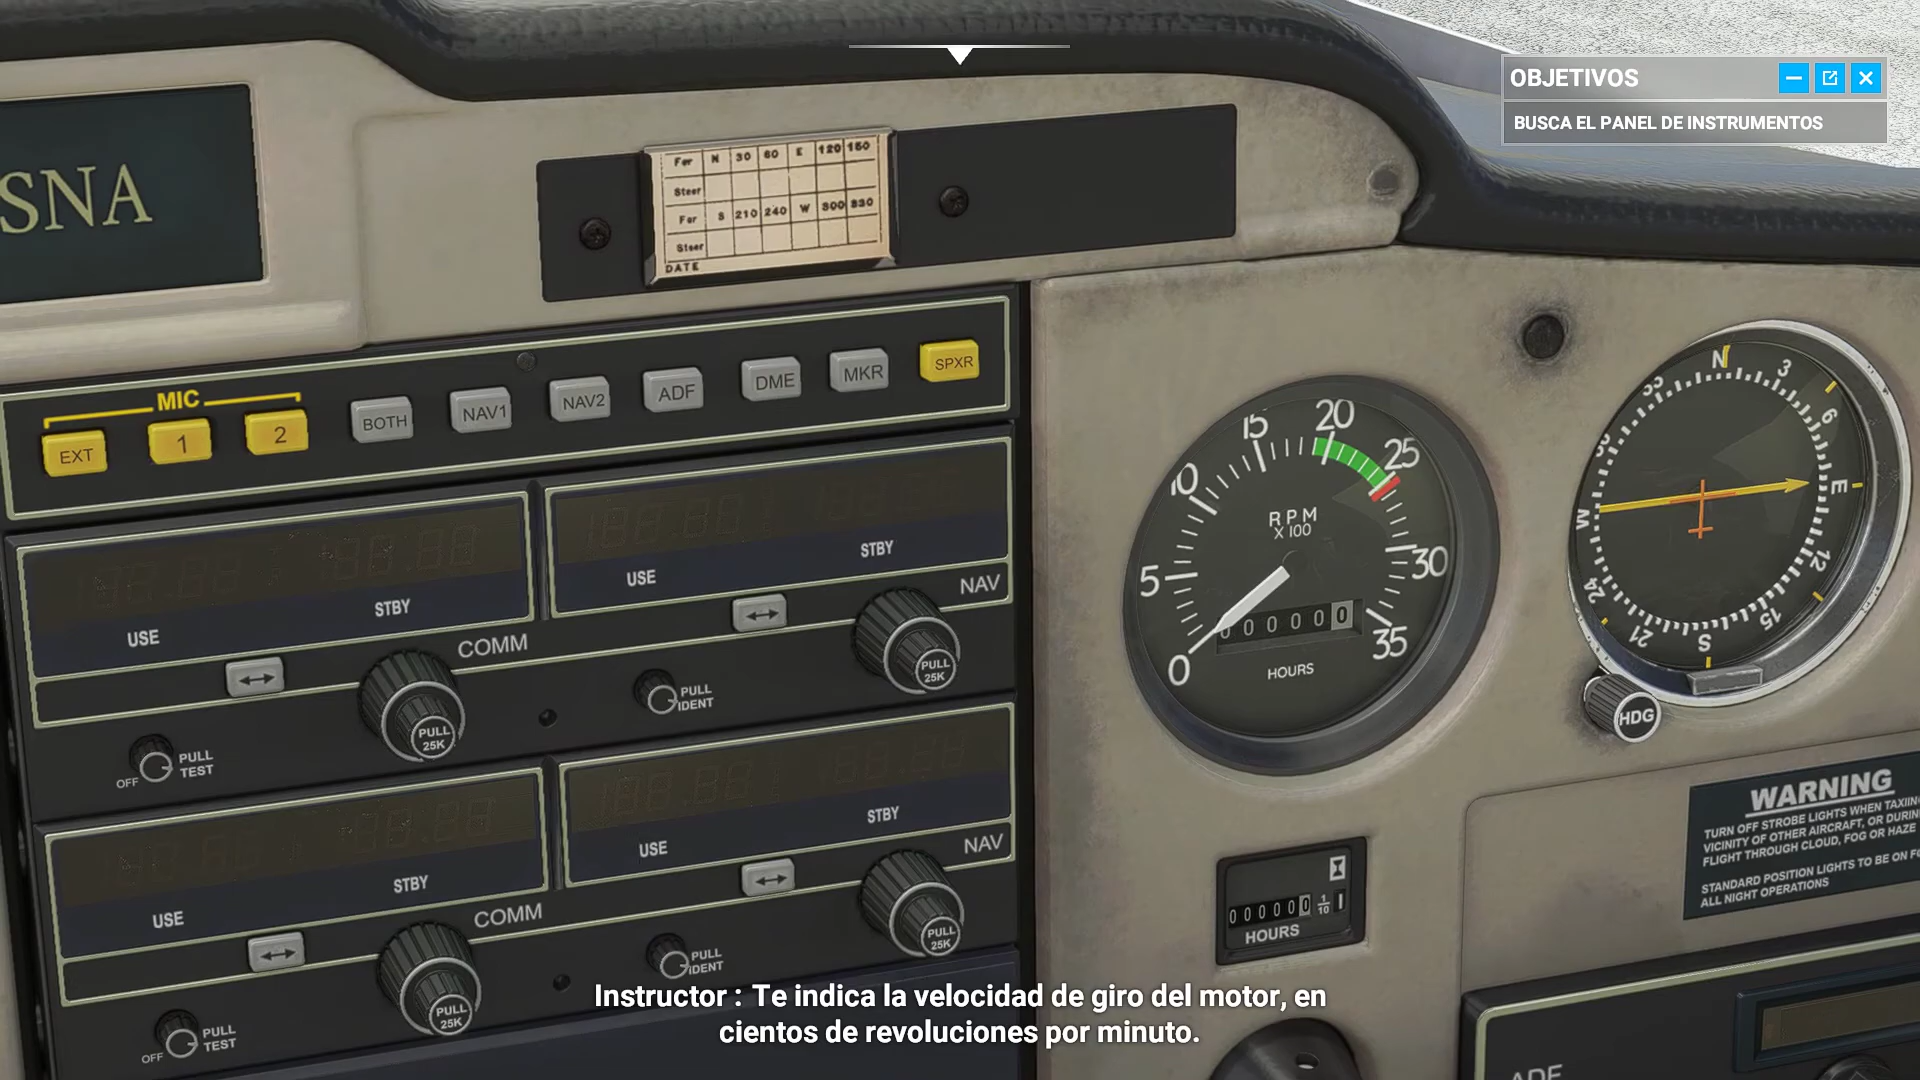 OBJETIVOS
BUSCA EL PANEL DE INSTRUMENTOS
SNA
For N 30 60 E 120 150
Steer
For S 210 240 W 300 330
Steer
DATE
MIC
EXT 1 2 BOTH NAV1 NAV2 ADF DME MKR SPXR
USE STBY
COMM
PULL 25K
OFF PULL TEST
USE STBY
NAV
PULL 25K
PULL IDENT
USE STBY
COMM
PULL 25K
OFF PULL TEST
USE STBY
NAV
PULL 25K
PULL IDENT
0 5 10 15 20 25 30 35
RPM
X 100
0 0 0 0 0 0
HOURS
N 3 6 E 12 15 S 21 24 W 33
HDG
0 0 0 0 0 0 1/10
HOURS
WARNING
TURN OFF STROBE LIGHTS WHEN TAXIIN
VICINITY OF OTHER AIRCRAFT, OR DURIN
FLIGHT THROUGH CLOUD, FOG OR HAZE
STANDARD POSITION LIGHTS TO BE ON FO
ALL NIGHT OPERATIONS
ADF
Instructor : Te indica la velocidad de giro del motor, en
cientos de revoluciones por minuto.